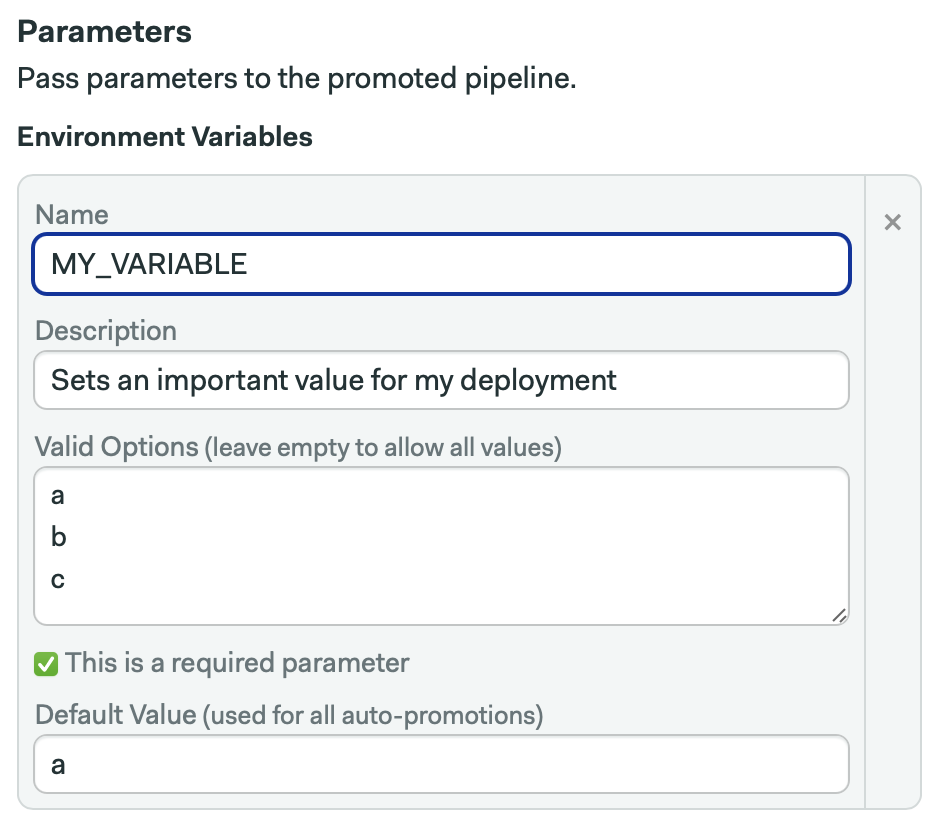 Parameters
Pass parameters to the promoted pipeline.
Environment Variables
Name
MY_VARIABLE
Description
Sets an important value for my deployment
Valid Options (leave empty to allow all values)
a
b
c
This is a required parameter
Default Value (used for all auto-promotions)
a